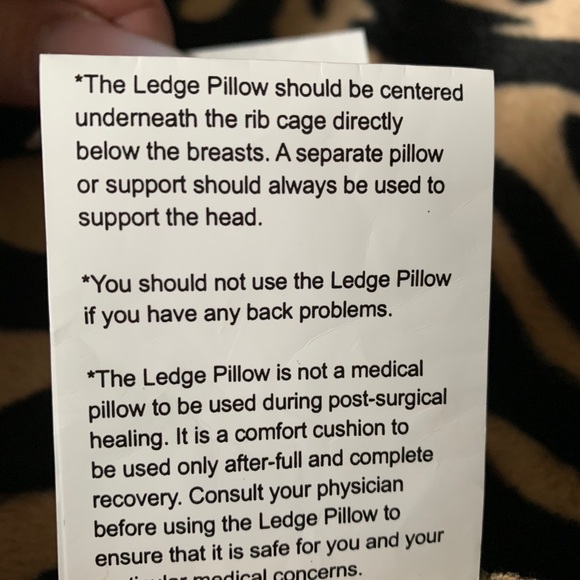 *The Ledge Pillow should be centered
underneath the rib cage directly
below the breasts. A separate pillow
or support should always be used to
support the head.
*You should not use the Ledge Pillow
if you have any back problems.
*The Ledge Pillow is not a medical
pillow to be used during post-surgical
healing. It is a comfort cushion to
be used only after-full and complete
recovery. Consult your physician
before using the Ledge Pillow to
ensure that it is safe for you and your
medical concerns.